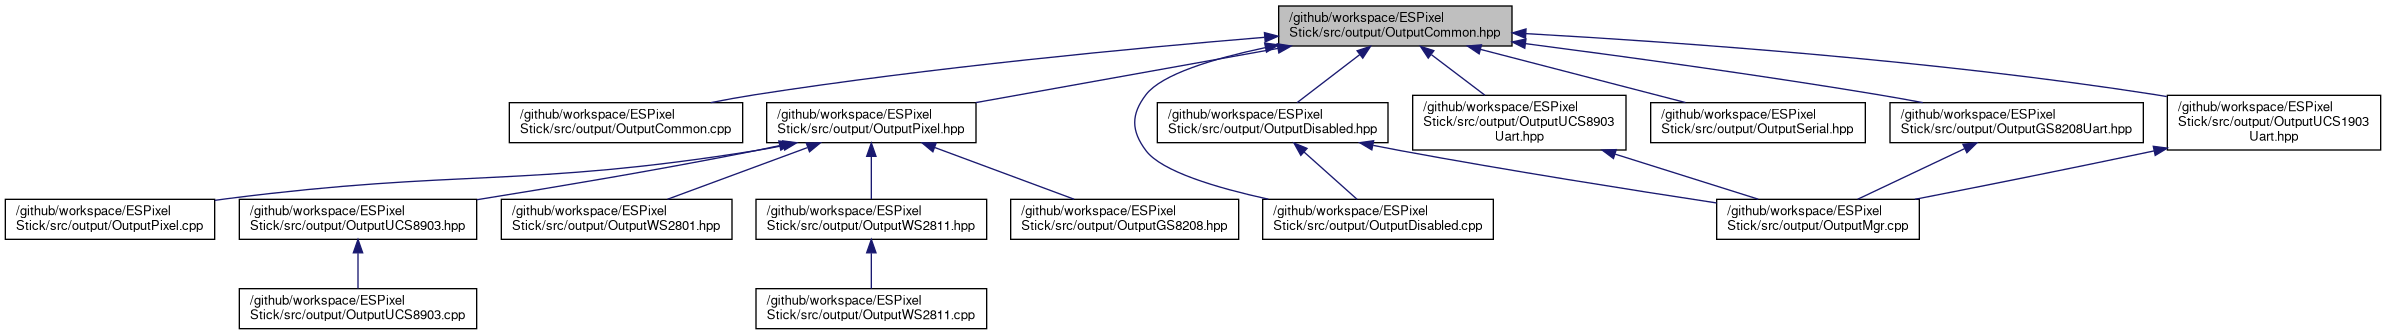 /github/workspace/ESPixel
Stick/src/output/OutputCommon.hpp
/github/workspace/ESPixel
Stick/src/output/OutputCommon.cpp
/github/workspace/ESPixel
Stick/src/output/OutputPixel.hpp
/github/workspace/ESPixel
Stick/src/output/OutputDisabled.hpp
/github/workspace/ESPixel
Stick/src/output/OutputUCS8903
Uart.hpp
/github/workspace/ESPixel
Stick/src/output/OutputSerial.hpp
/github/workspace/ESPixel
Stick/src/output/OutputGS8208Uart.hpp
/github/workspace/ESPixel
Stick/src/output/OutputUCS1903
Uart.hpp
/github/workspace/ESPixel
Stick/src/output/OutputPixel.cpp
/github/workspace/ESPixel
Stick/src/output/OutputUCS8903.hpp
/github/workspace/ESPixel
Stick/src/output/OutputWS2801.hpp
/github/workspace/ESPixel
Stick/src/output/OutputWS2811.hpp
/github/workspace/ESPixel
Stick/src/output/OutputGS8208.hpp
/github/workspace/ESPixel
Stick/src/output/OutputDisabled.cpp
/github/workspace/ESPixel
Stick/src/output/OutputMgr.cpp
/github/workspace/ESPixel
Stick/src/output/OutputUCS8903.cpp
/github/workspace/ESPixel
Stick/src/output/OutputWS2811.cpp